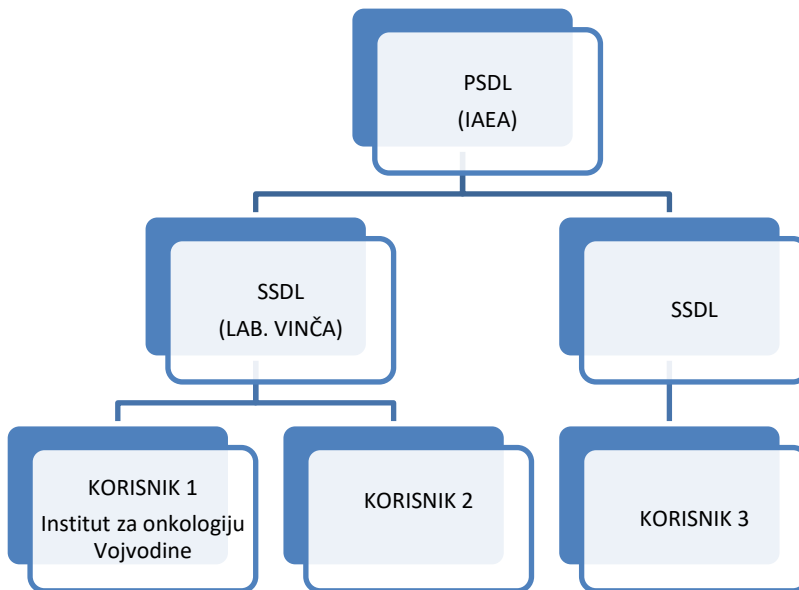 PSDL
(IAEA)
SSDL
(LAB. VINČA)
SSDL
KORISNIK 1
Institut za onkologiju
Vojvodine
KORISNIK 2
KORISNIK 3